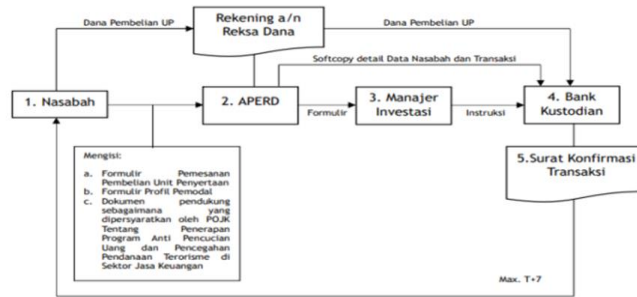 Dana Pembelian UP
Rekening a/n
Reksa Dana
Dana Pembelian UP
Softcopy detail Data Nasabah dan Transaksi
1. Nasabah
2. APERD
Formulir
3. Manajer
Investasi
Instruksi
4. Bank
Kustodian
Mengisi:
a. Formulir Pemesanan
Pembelian Unit Penyertaan
b. Formulir Profil Pemodal
c. Dokumen pendukung
sebagaimana yang
dipersyaratkan oleh POJK
Tentang Penerapan
Program Anti Pencucian
Uang dan Pencegahan
Pendanaan Terorisme di
Sektor Jasa Keuangan
5.Surat Konfirmasi
Transaksi
Max. T+7